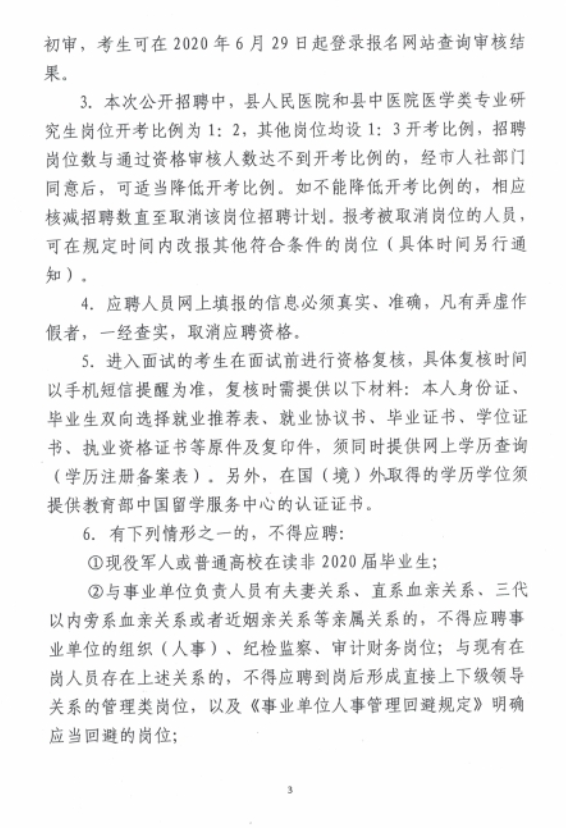 初审，考生可在 2020 年 6 月 29 日起登录报名网站查询审核结
果。
3. 本次公开招聘中，县人民医院和县中医院医学类专业研
究生岗位开考比例为 1：2，其他岗位均设 1：3 开考比例，招聘
岗位数与通过资格审核人数达不到开考比例的，经市人社部门
同意后，可适当降低开考比例。如不能降低开考比例的，相应
核减招聘数直至取消该岗位招聘计划。报考被取消岗位的人员，
可在规定时间内改报其他符合条件的岗位（具体时间另行通
知）。
4. 应聘人员网上填报的信息必须真实、准确，凡有弄虚作
假者，一经查实，取消应聘资格。
5. 进入面试的考生在面试前进行资格复核，具体复核时间
以手机短信提醒为准，复核时需提供以下材料：本人身份证、
毕业生双向选择就业推荐表、就业协议书、毕业证书、学位证
书、执业资格证书等原件及复印件，须同时提供网上学历查询
（学历注册备案表）。另外，在国（境）外取得的学历学位须
提供教育部中国留学服务中心的认证证书。
6. 有下列情形之一的，不得应聘：
①现役军人或普通高校在读非 2020 届毕业生；
②与事业单位负责人员有夫妻关系、直系血亲关系、三代
以内旁系血亲关系或者近姻亲关系等亲属关系的，不得应聘事
业单位的组织（人事）、纪检监察、审计财务岗位；与现有在
岗人员存在上述关系的，不得应聘到岗后形成直接上下级领导
关系的管理类岗位，以及《事业单位人事管理回避规定》明确
应当回避的岗位；
3